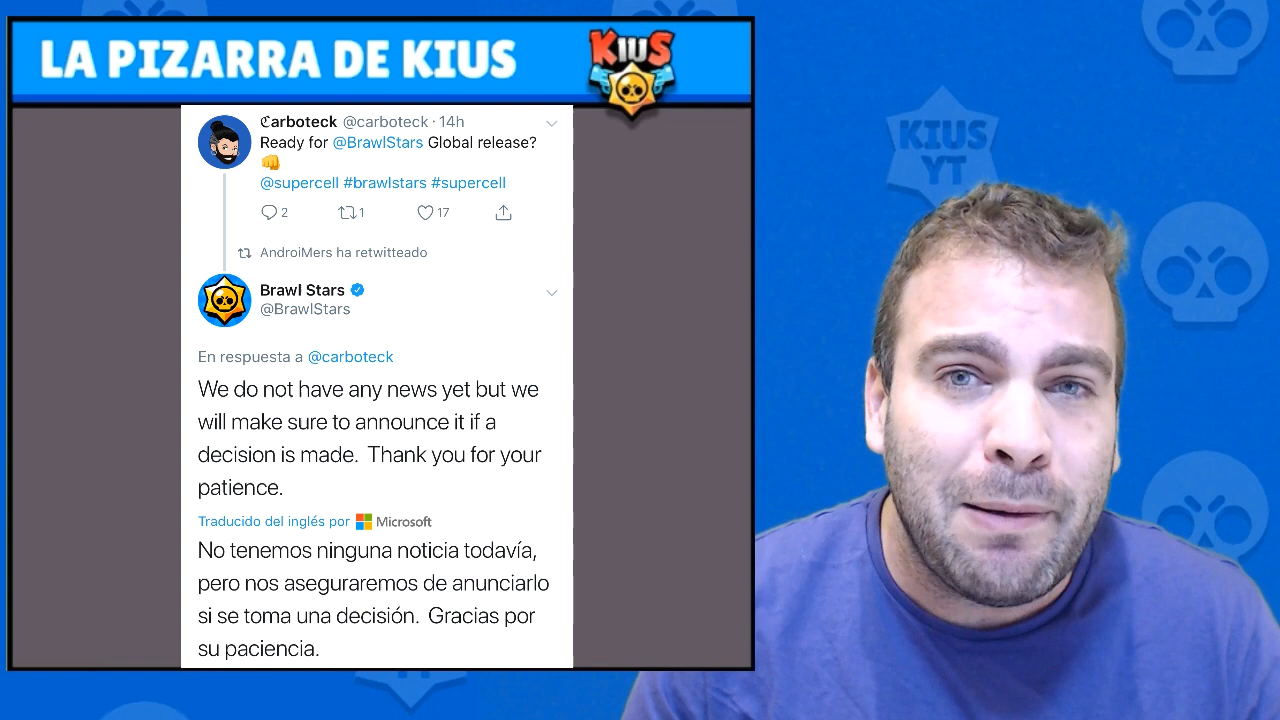 LA PIZARRA DE KIUS
KIUS
Carboteck @carboteck · 14h
Ready for @BrawlStars Global release?
👊
@supercell #brawlstars #supercell
2 1 17
AndroiMers ha retwitteado
Brawl Stars
@BrawlStars
En respuesta a @carboteck
We do not have any news yet but we
will make sure to announce it if a
decision is made. Thank you for your
patience.
Traducido del inglés por Microsoft
No tenemos ninguna noticia todavía,
pero nos aseguraremos de anunciarlo
si se toma una decisión. Gracias por
su paciencia.
KIUS
YT